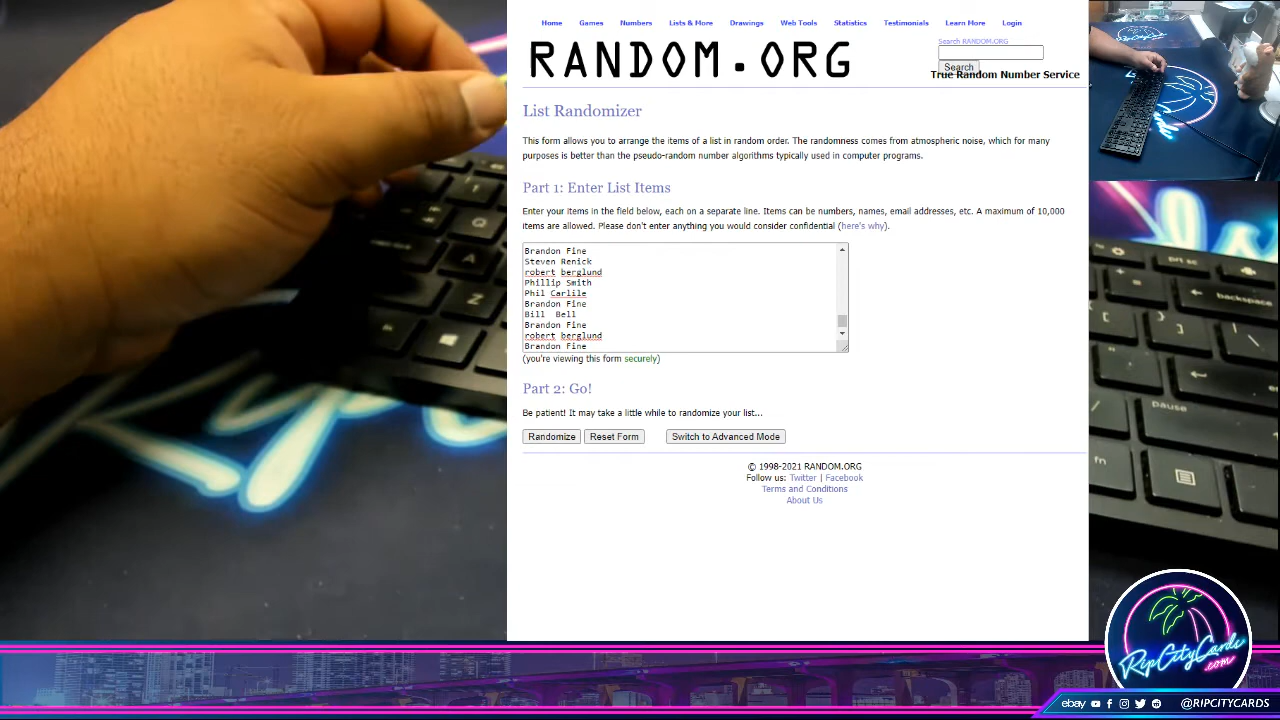 Home Games Numbers Lists & More Drawings Web Tools Statistics Testimonials Learn More Login
RANDOM.ORG
Search RANDOM.ORG
Search
True Random Number Service
List Randomizer
This form allows you to arrange the items of a list in random order. The randomness comes from atmospheric noise, which for many
purposes is better than the pseudo-random number algorithms typically used in computer programs.
Part 1: Enter List Items
Enter your items in the field below, each on a separate line. Items can be numbers, names, email addresses, etc. A maximum of 10,000
items are allowed. Please don't enter anything you would consider confidential (here's why).
Brandon Fine
Steven Renick
robert berglund
Phillip Smith
Phil Carlile
Brandon Fine
Bill Bell
Brandon Fine
robert berglund
Brandon Fine
(you're viewing this form securely)
Part 2: Go!
Be patient! It may take a little while to randomize your list...
Randomize Reset Form Switch to Advanced Mode
© 1998-2021 RANDOM.ORG
Follow us: Twitter | Facebook
Terms and Conditions
About Us
1
Q
A
Z
prt sc
backspace
pause
fn
RipCityCards
.com
ebay @RIPCITYCARDS